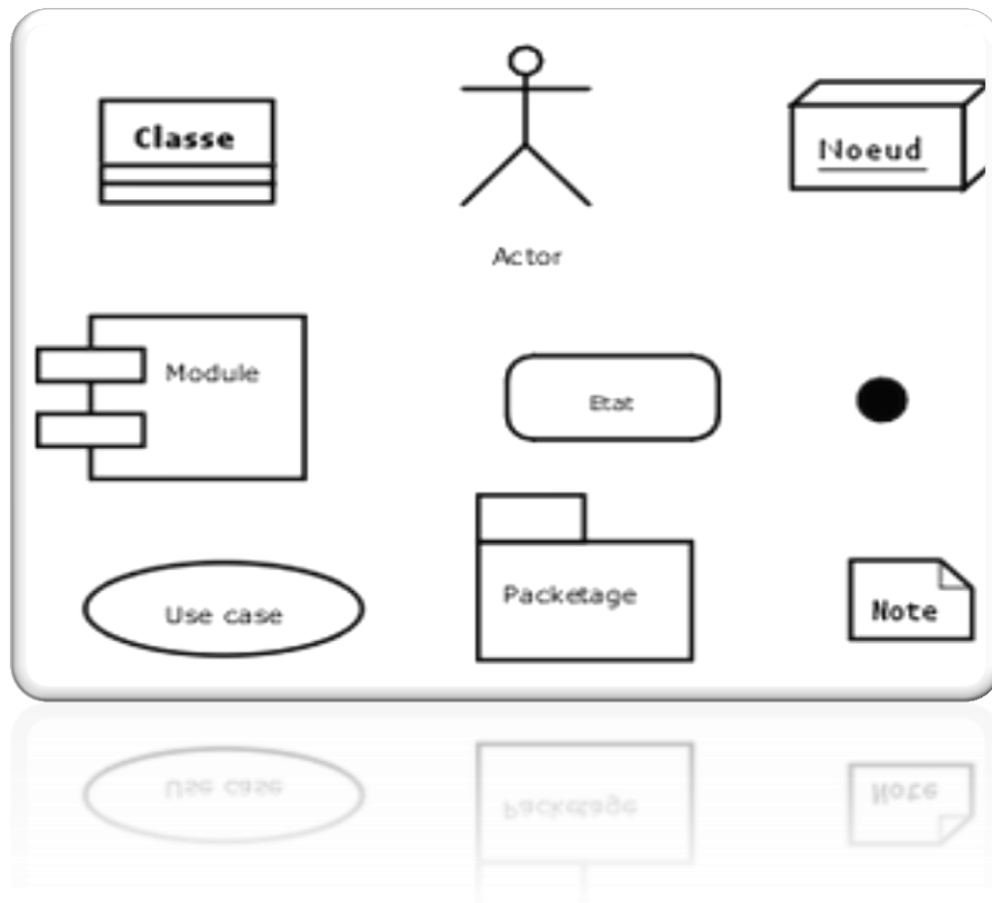 Classe
Noeud
Actor
Module
Etat
Use case
Packetage
Note